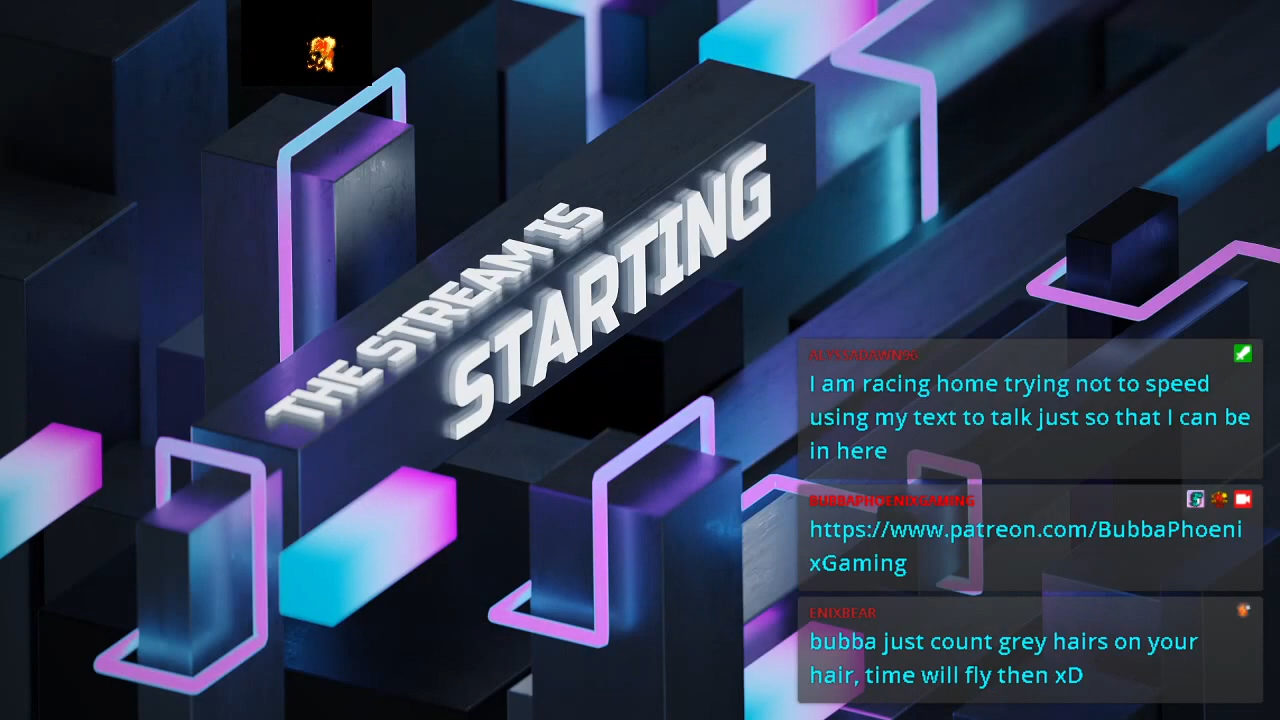 THE STREAM IS
STARTING
ALYSSADAWN06
I am racing home trying not to speed
using my text to talk just so that I can be
in here
BUBBAPHOENIXGAMING
https://www.patreon.com/BubbaPhoeni
xGaming
ENIXBEAR
bubba just count grey hairs on your
hair, time will fly then xD